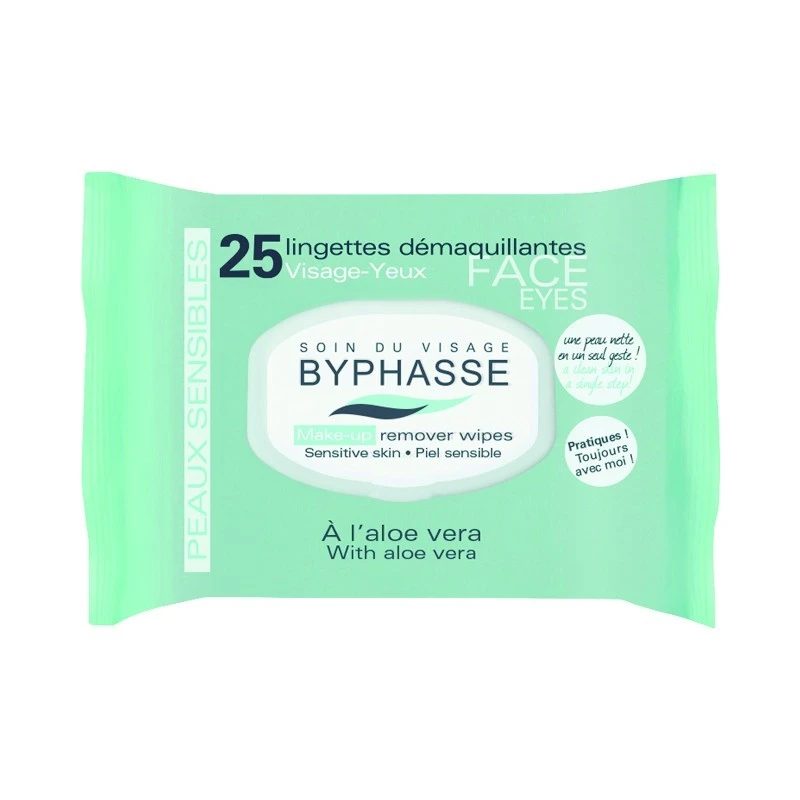 PEAUX SENSIBLES
25 lingettes démaquillantes
Visage-Yeux
FACE
EYES
SOIN DU VISAGE
BYPHASSE
Make-up remover wipes
Sensitive skin • Piel sensible
une peau nette
en un seul geste !
a clean skin in
a single step!
Pratiques !
Toujours
avec moi !
À l'aloe vera
With aloe vera